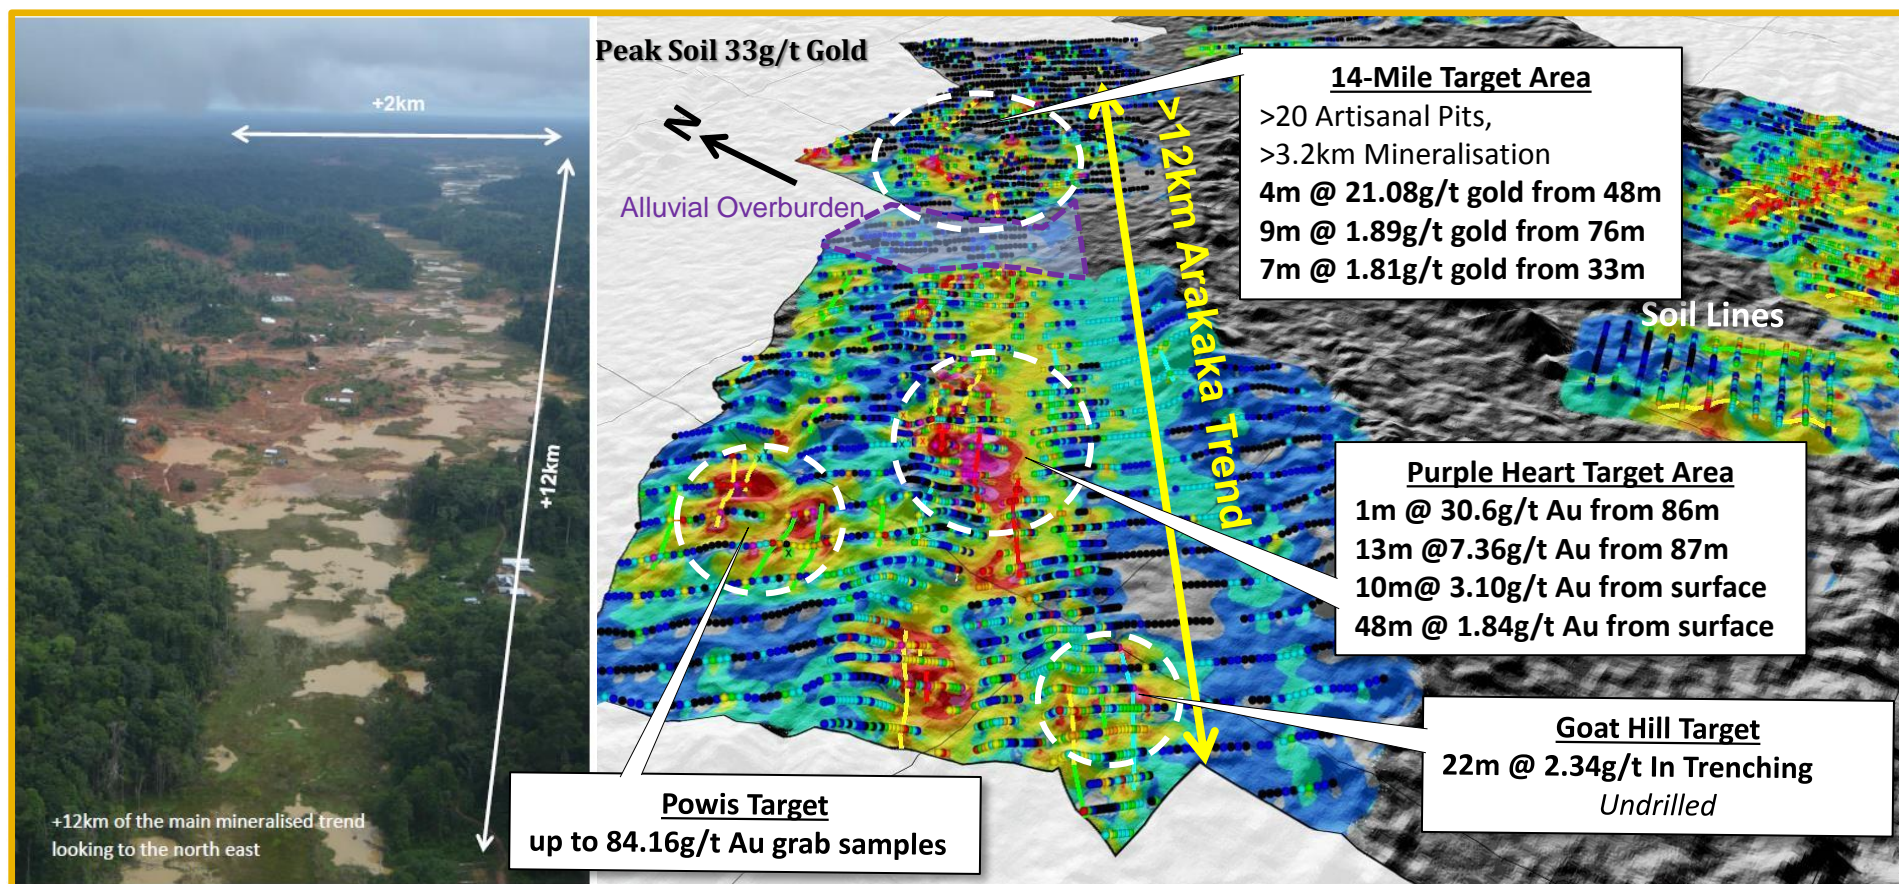 +2km
+12km
+12km of the main mineralised trend
looking to the north east
Peak Soil 33g/t Gold
N
Alluvial Overburden
>12km Arakaka Trend
14-Mile Target Area
>20 Artisanal Pits,
>3.2km Mineralisation
4m @ 21.08g/t gold from 48m
9m @ 1.89g/t gold from 76m
7m @ 1.81g/t gold from 33m
Soil Lines
Purple Heart Target Area
1m @ 30.6g/t Au from 86m
13m @7.36g/t Au from 87m
10m@ 3.10g/t Au from surface
48m @ 1.84g/t Au from surface
Goat Hill Target
22m @ 2.34g/t In Trenching
Undrilled
Powis Target
up to 84.16g/t Au grab samples